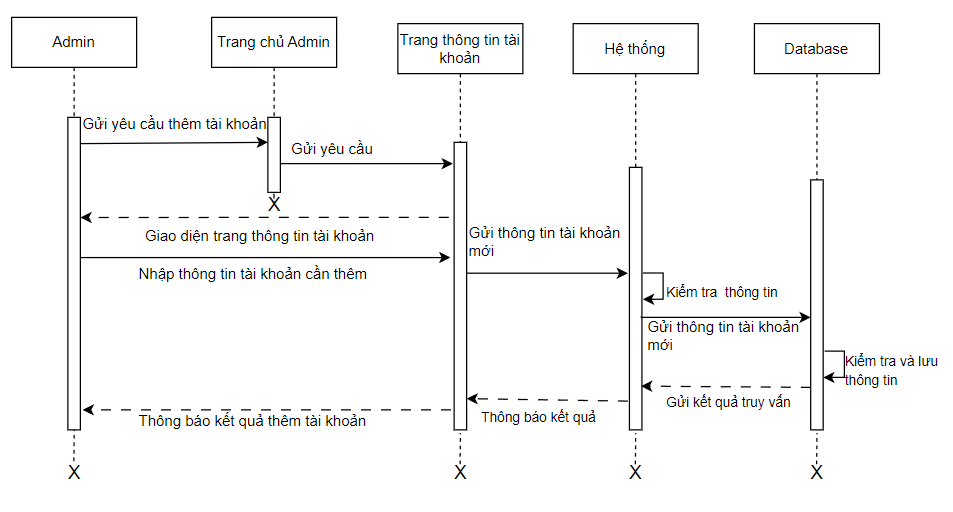 Admin
Trang chủ Admin
Trang thông tin tài
khoản
Hệ thống
Database
Gửi yêu cầu thêm tài khoản
Gửi yêu cầu
X
Giao diện trang thông tin tài khoản
Gửi thông tin tài khoản
mới
Nhập thông tin tài khoản cần thêm
Kiểm tra thông tin
Gửi thông tin tài khoản
mới
Kiểm tra và lưu
thông tin
Gửi kết quả truy vấn
Thông báo kết quả
Thông báo kết quả thêm tài khoản
X
X
X
X